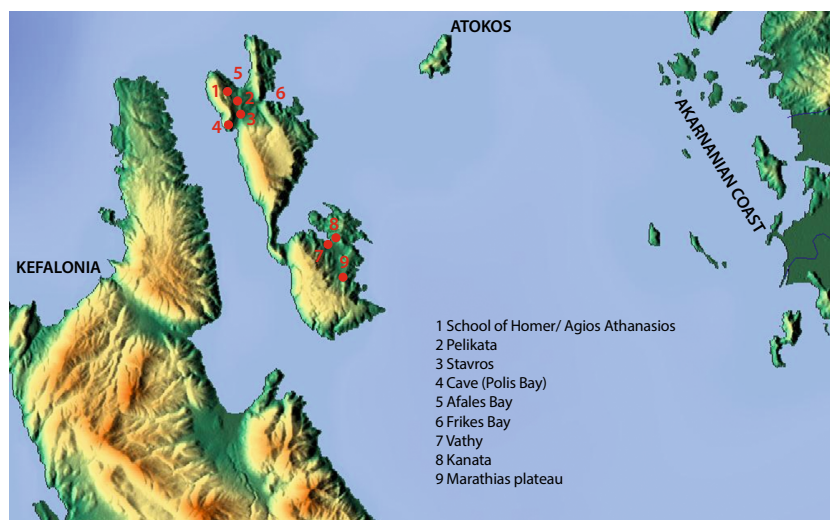 ATOKOS
5
1
2
6
3
4
AKARNANIAN COAST
8
7
KEFALONIA
9
1 School of Homer/ Agios Athanasios
2 Pelikata
3 Stavros
4 Cave (Polis Bay)
5 Afales Bay
6 Frikes Bay
7 Vathy
8 Kanata
9 Marathias plateau